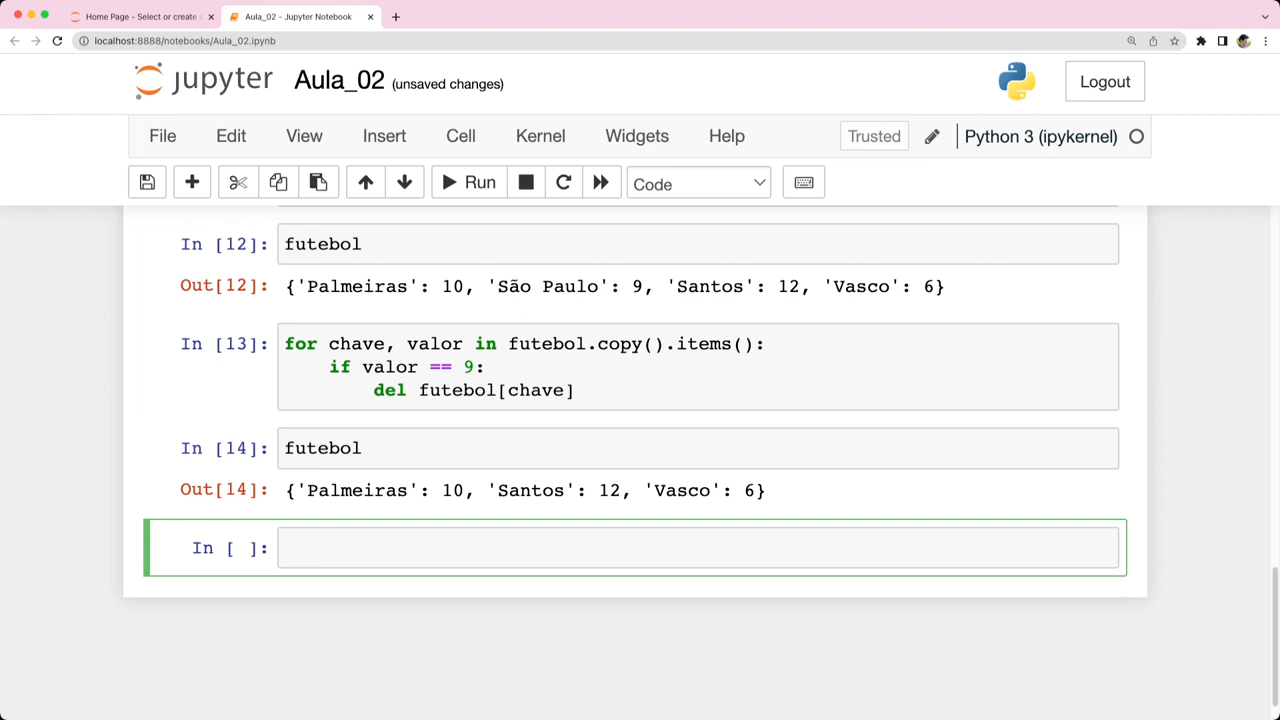 Home Page - Select or create
Aula_02 - Jupyter Notebook
localhost:8888/notebooks/Aula_02.ipynb
jupyter Aula_02 (unsaved changes)
Logout
File Edit View Insert Cell Kernel Widgets Help Trusted Python 3 (ipykernel)
Run Code
In [12]: futebol
Out[12]: {'Palmeiras': 10, 'São Paulo': 9, 'Santos': 12, 'Vasco': 6}
In [13]: for chave, valor in futebol.copy().items():
    if valor == 9:
        del futebol[chave]
In [14]: futebol
Out[14]: {'Palmeiras': 10, 'Santos': 12, 'Vasco': 6}
In [ ]: